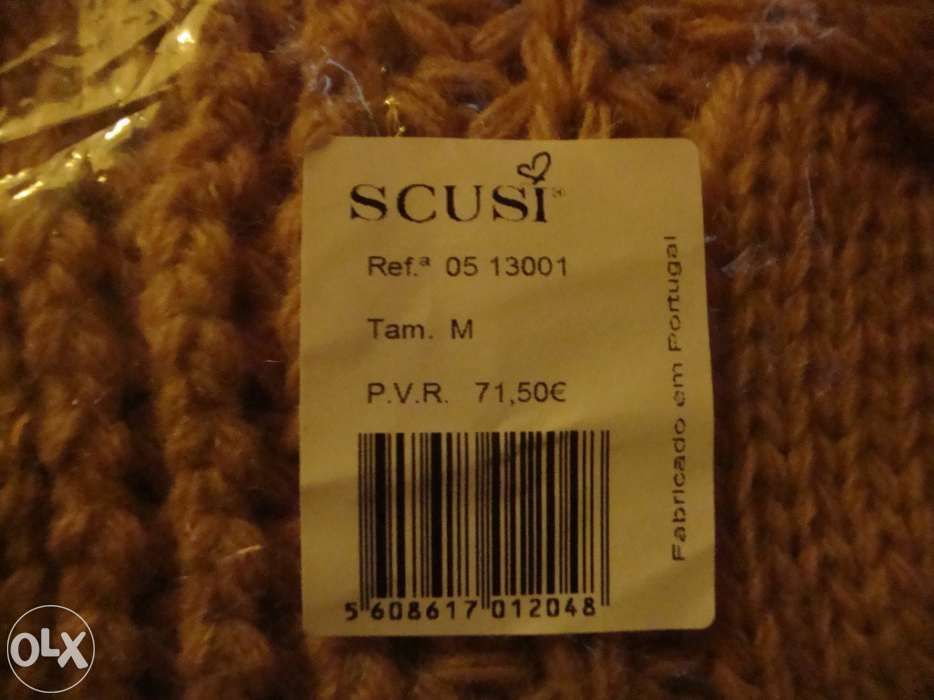 SCUSi®
Ref.ª 05 13001
Tam. M
P.V.R. 71,50€
5 608617 012048
Fabricado em Portugal
OLX